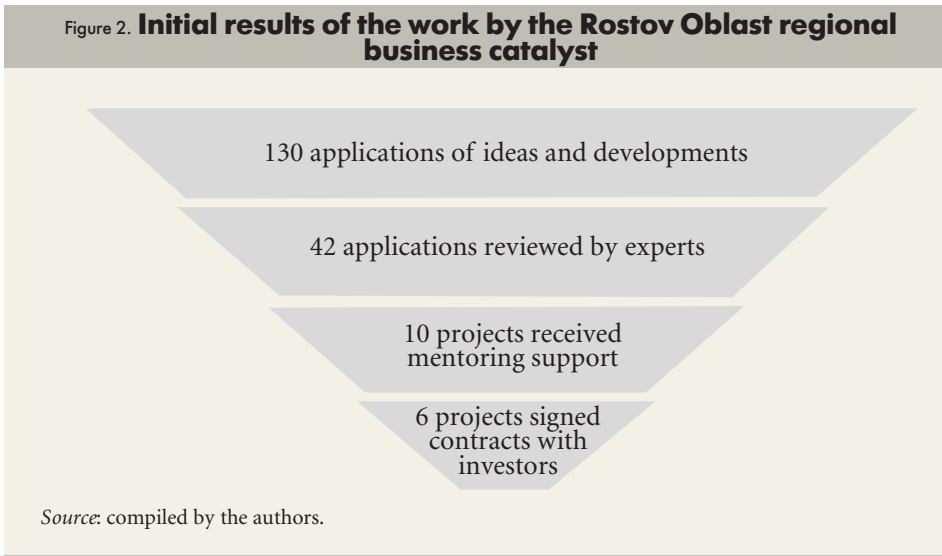 Figure 2. Initial results of the work by the Rostov Oblast regional
business catalyst
130 applications of ideas and developments
42 applications reviewed by experts
10 projects received
mentoring support
6 projects signed
contracts with
investors
Source: compiled by the authors.